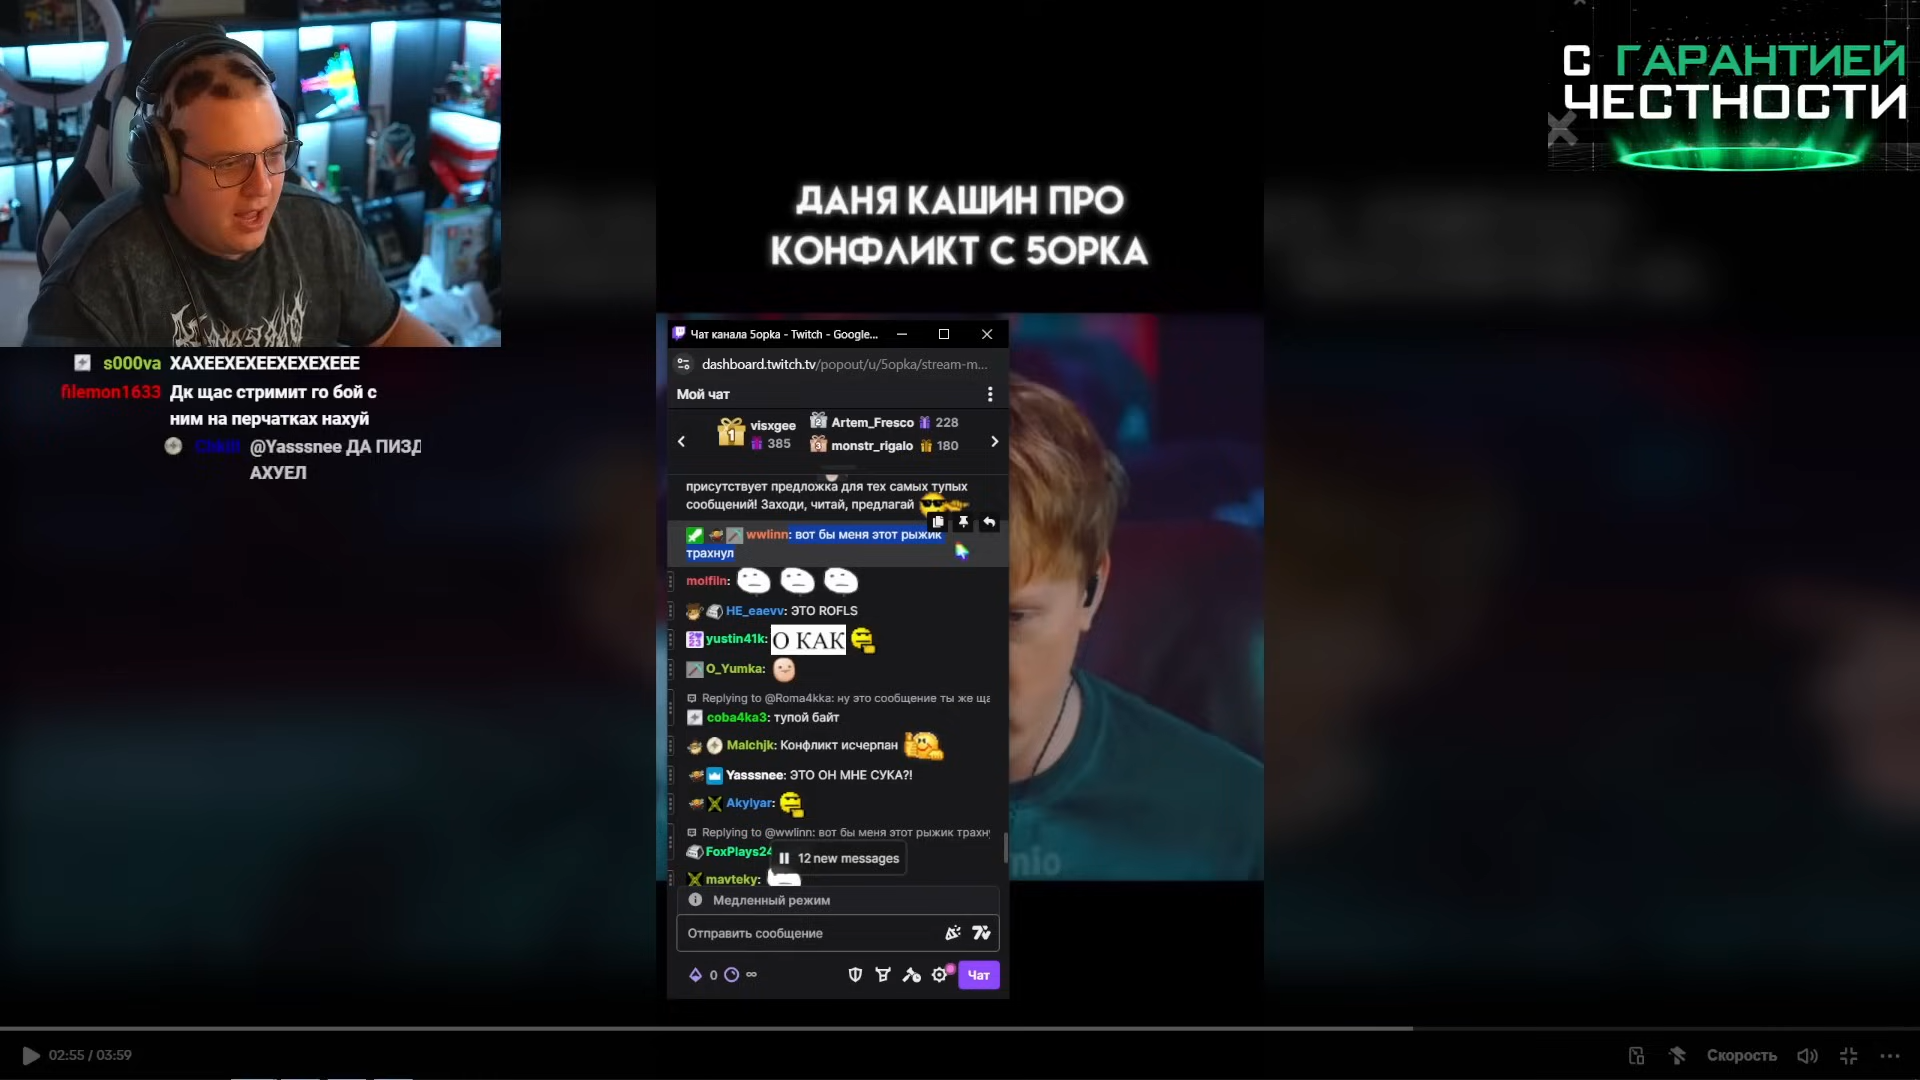 С ГАРАНТИЕЙ
ЧЕСТНОСТИ
ДАНЯ КАШИН ПРО
КОНФЛИКТ С 5ОРКА
s000va ХАХЕЕХЕХЕЕХЕХЕХЕЕЕ
filemon1633 Дк щас стримит го бой с
ним на перчатках нахуй
@Yasssnee ДА ПИЗД
АХУЕЛ
Чат канала 5opka - Twitch - Google...
dashboard.twitch.tv/popout/u/5opka/stream-m...
Мой чат
1 visxgee 385
2 Artem_Fresco 228
3 monstr_rigalo 180
присутствует предложка для тех самых тупых
сообщений! Заходи, читай, предлагай
wwlinn: вот бы меня этот рыжик
трахнул
molfiln:
HE_eaevv: ЭТО ROFLS
yustin41k: О КАК
O_Yumka:
Replying to @Roma4kka: ну это сообщение ты же ща
coba4ka3: тупой байт
Malchjk: Конфликт исчерпан
Yasssnee: ЭТО ОН МНЕ СУКА?!
Akylyar:
Replying to @wwlinn: вот бы меня этот рыжик трахну
FoxPlays24
12 new messages
mavteky:
Медленный режим
Отправить сообщение
0 ∞
Чат
02:55 / 03:59
Скорость